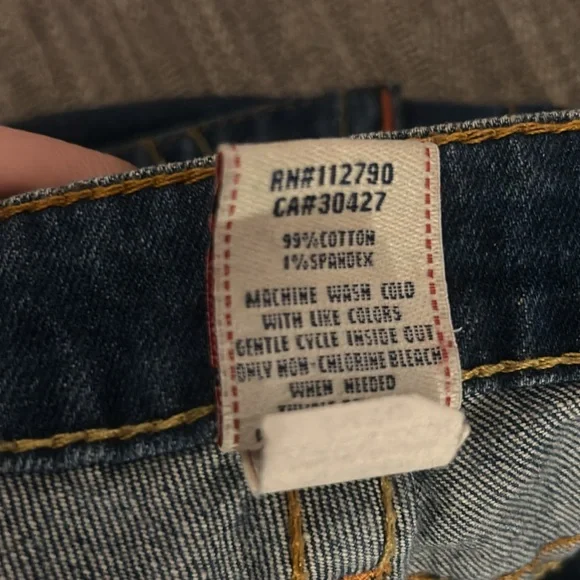 RN#112790
CA#30427
99%COTTON
1%SPANDEX
MACHINE WASH COLD
WITH LIKE COLORS
GENTLE CYCLE INSIDE OUT
ONLY NON-CHLORINE BLEACH
WHEN NEEDED